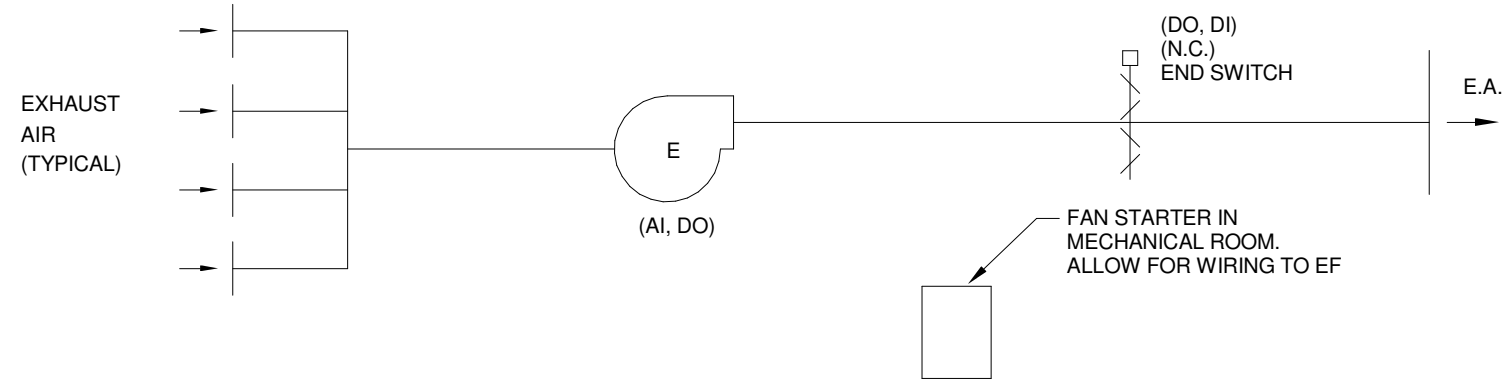 EXHAUST
AIR
(TYPICAL)
E
(AI, DO)
(DO, DI)
(N.C.)
END SWITCH
E.A.
FAN STARTER IN
MECHANICAL ROOM.
ALLOW FOR WIRING TO EF